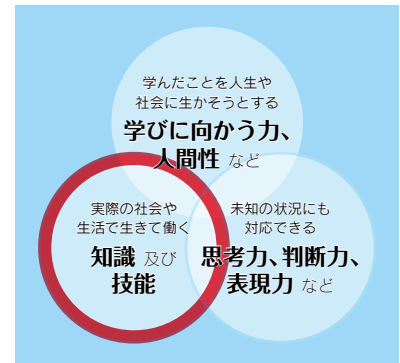 学んだことを人生や
社会に生かそうとする
学びに向かう力、
人間性 など
実際の社会や
生活で生きて働く
知識 及び
技能
未知の状況にも
対応できる
思考力、判断力、
表現力 など